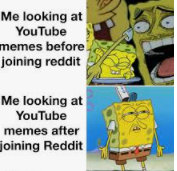 Me looking at
YouTube
memes before
joining reddit
Me looking at
YouTube
memes after
joining Reddit